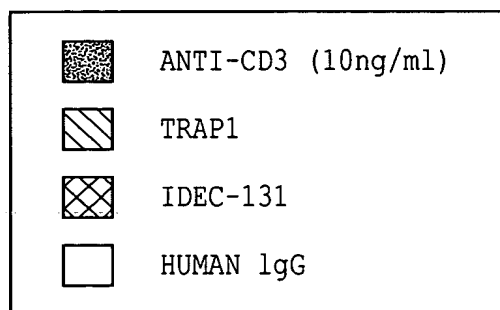 ANTI-CD3 (10ng/ml)
TRAP1
IDEC-131
HUMAN lgG